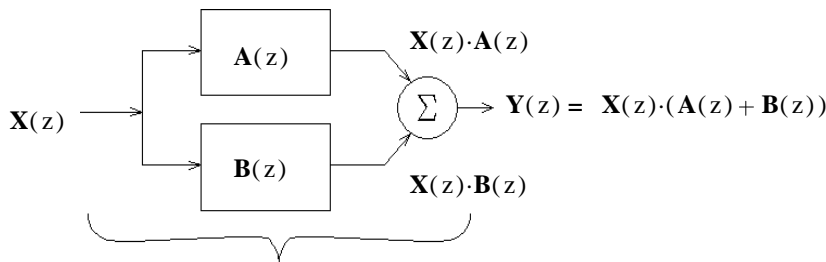 A(z)
X(z)·A(z)
X(z)
Σ
Y(z) = X(z)·(A(z) + B(z))
B(z)
X(z)·B(z)